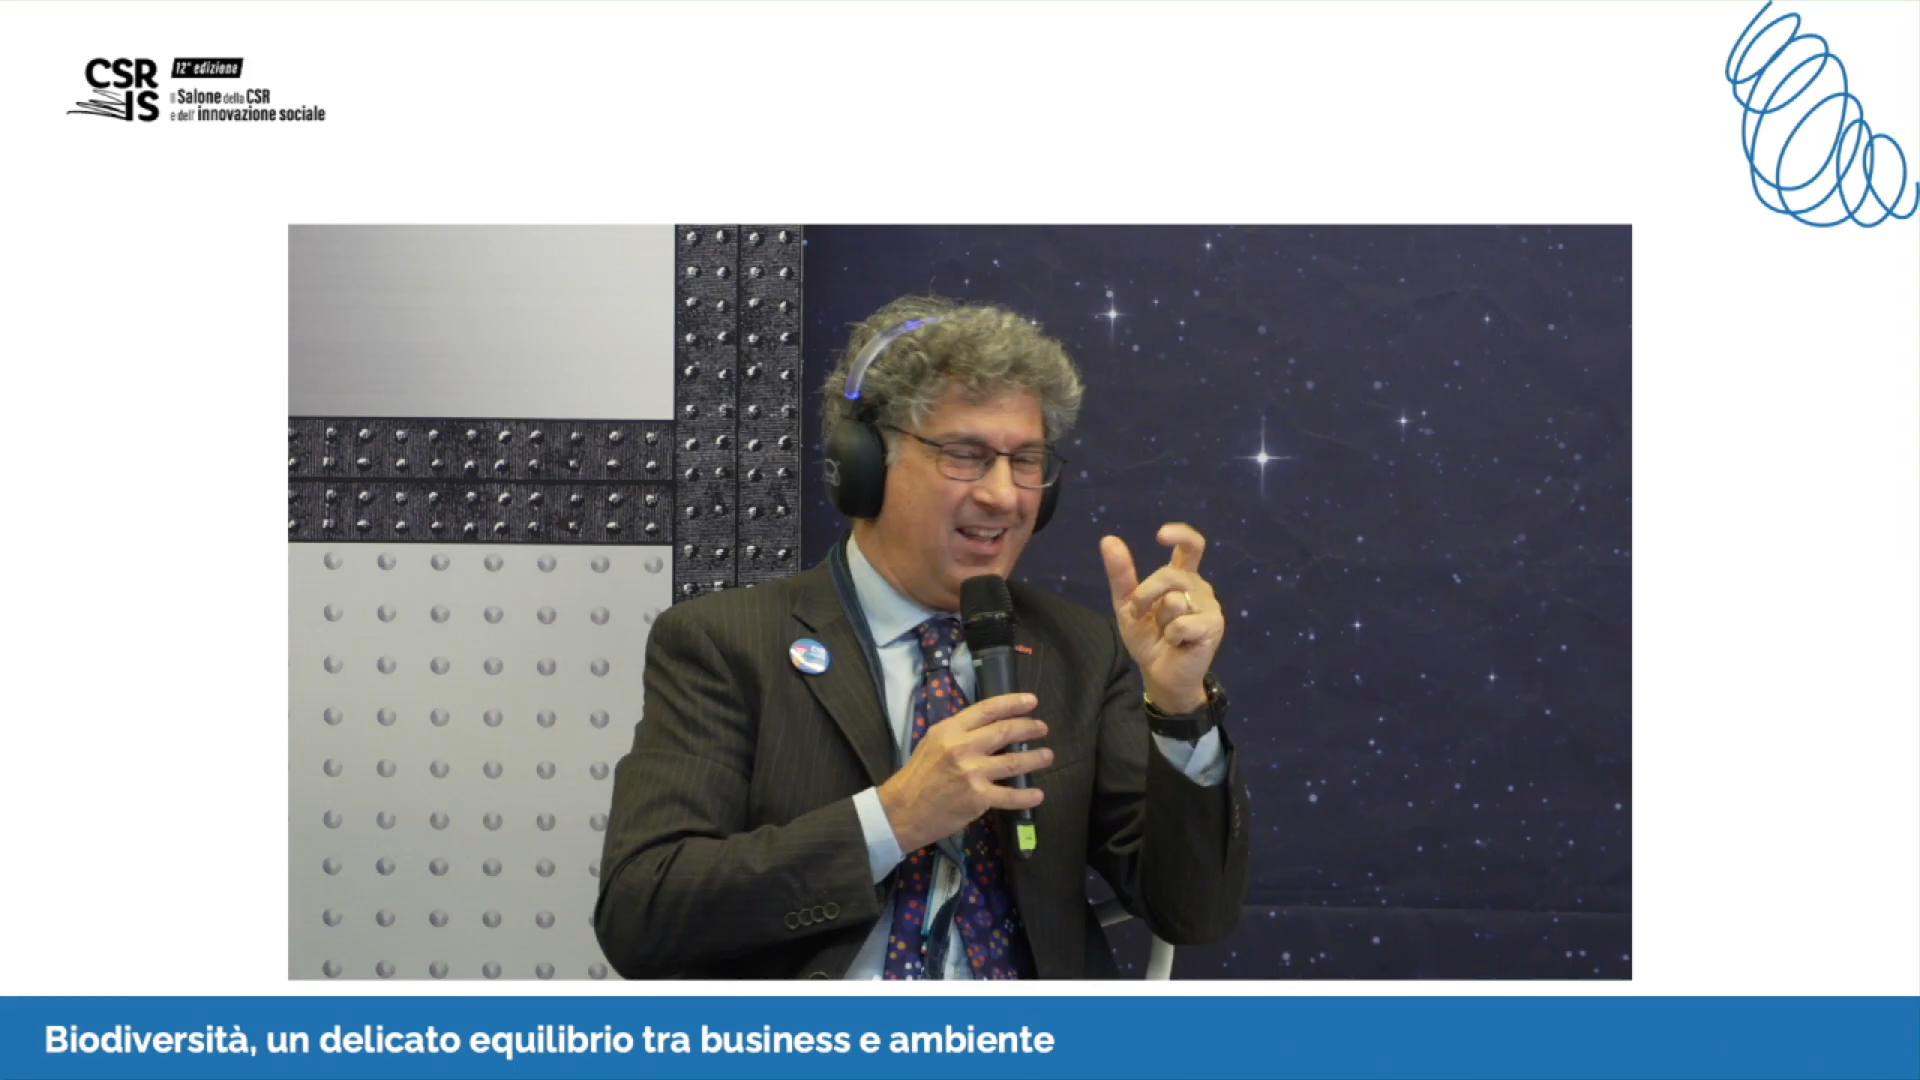 CSR
IS
12ª edizione
Il Salone della CSR
e dell'innovazione sociale
Biodiversità, un delicato equilibrio tra business e ambiente